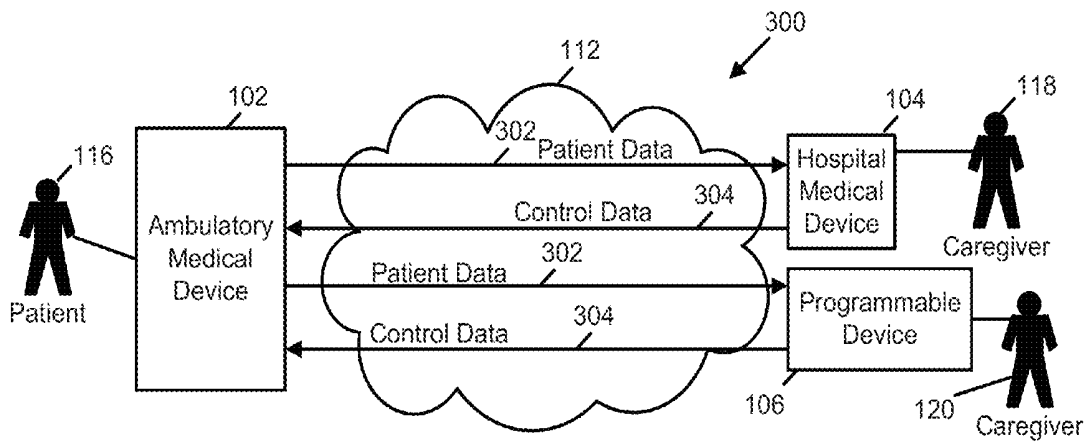 300
112
102
104
118
116
302
Patient Data
Hospital
Medical
Device
Control Data
304
Ambulatory
Medical
Device
Caregiver
Patient Data
302
Patient
Programmable
Device
Control Data
304
106
120
Caregiver